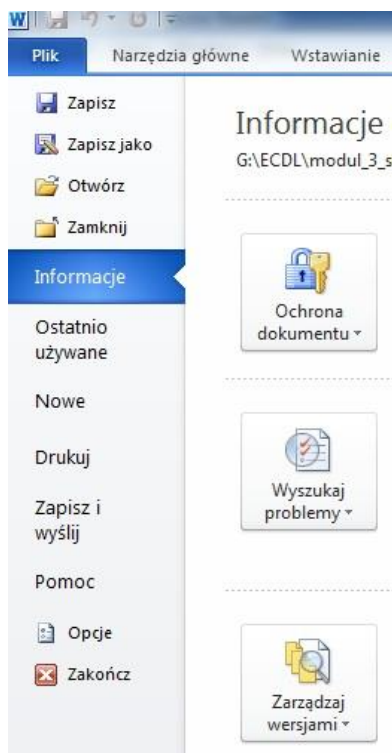 W
Plik Narzędzia główne Wstawianie
Zapisz
Zapisz jako
Otwórz
Zamknij
Informacje
Ostatnio
używane
Nowe
Drukuj
Zapisz i
wyślij
Pomoc
Opcje
Zakończ
Informacje
G:\ECDL\modul_3_s
Ochrona
dokumentu
Wyszukaj
problemy
Zarządzaj
wersjami